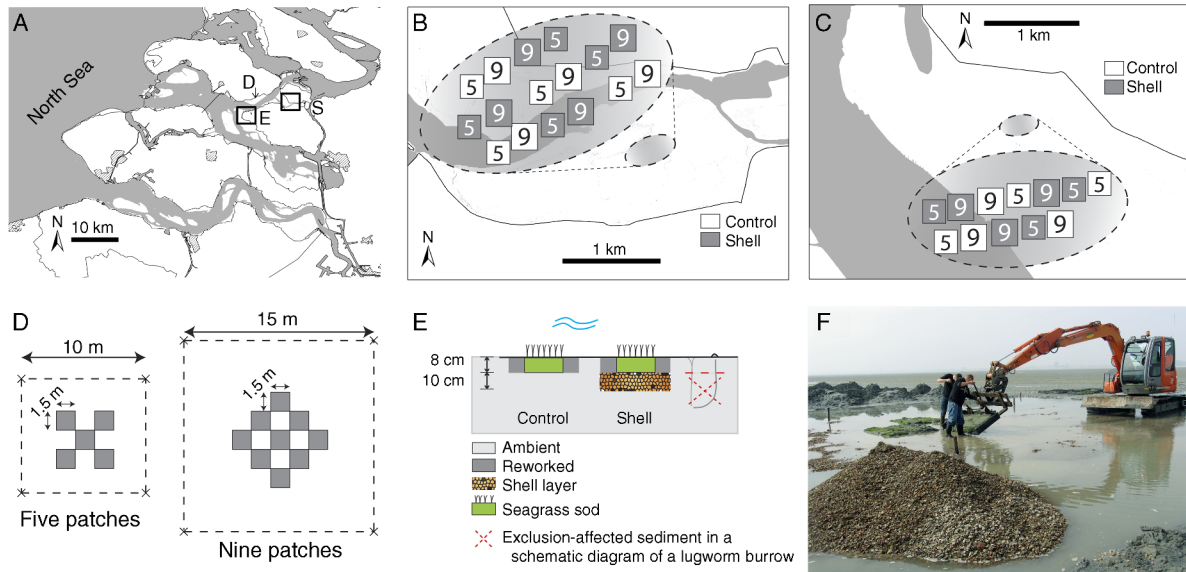 A
North Sea
D
E
S
N
10 km
B
9 5 5 9
5 9 9 5 9
5 9 5 9
5 9
Control
Shell
N
1 km
C
N
1 km
Control
Shell
5 9 9 5 9 5 5
5 9 9 5 9
D
10 m
1.5 m
Five patches
15 m
1.5 m
Nine patches
E
8 cm
10 cm
Control
Shell
Ambient
Reworked
Shell layer
Seagrass sod
Exclusion-affected sediment in a
schematic diagram of a lugworm burrow
F